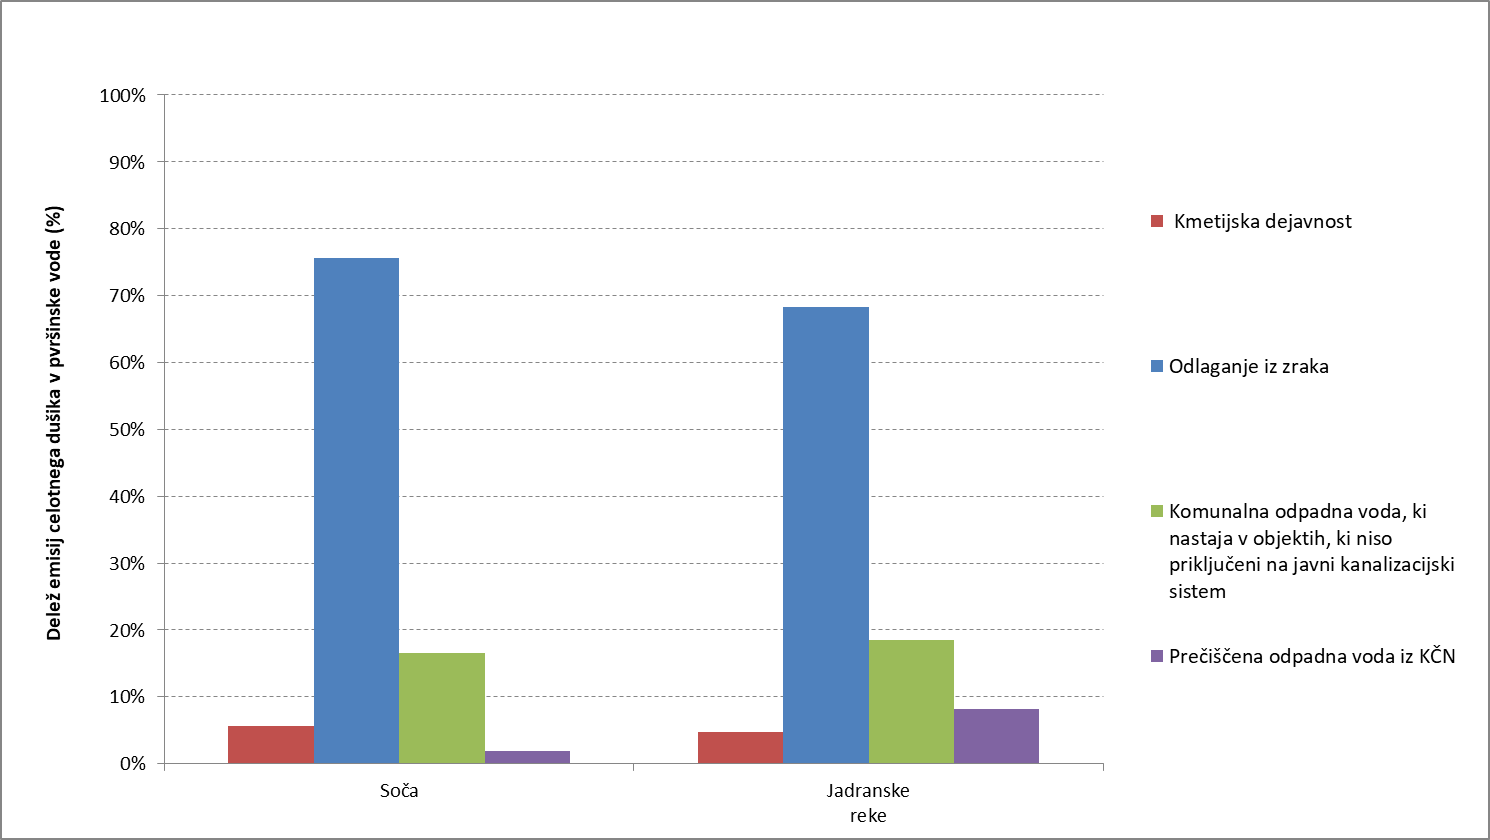 Delež emisij celotnega dušika v pvršinske vode (%)
100%
90%
80%
70%
60%
50%
40%
30%
20%
10%
0%
Soča
Jadranske
reke
Kmetijska dejavnost
Odlaganje iz zraka
Komunalna odpadna voda, ki
nastaja v objektih, ki niso
priključeni na javni kanalizacijski
sistem
Prečiščena odpadna voda iz KČN